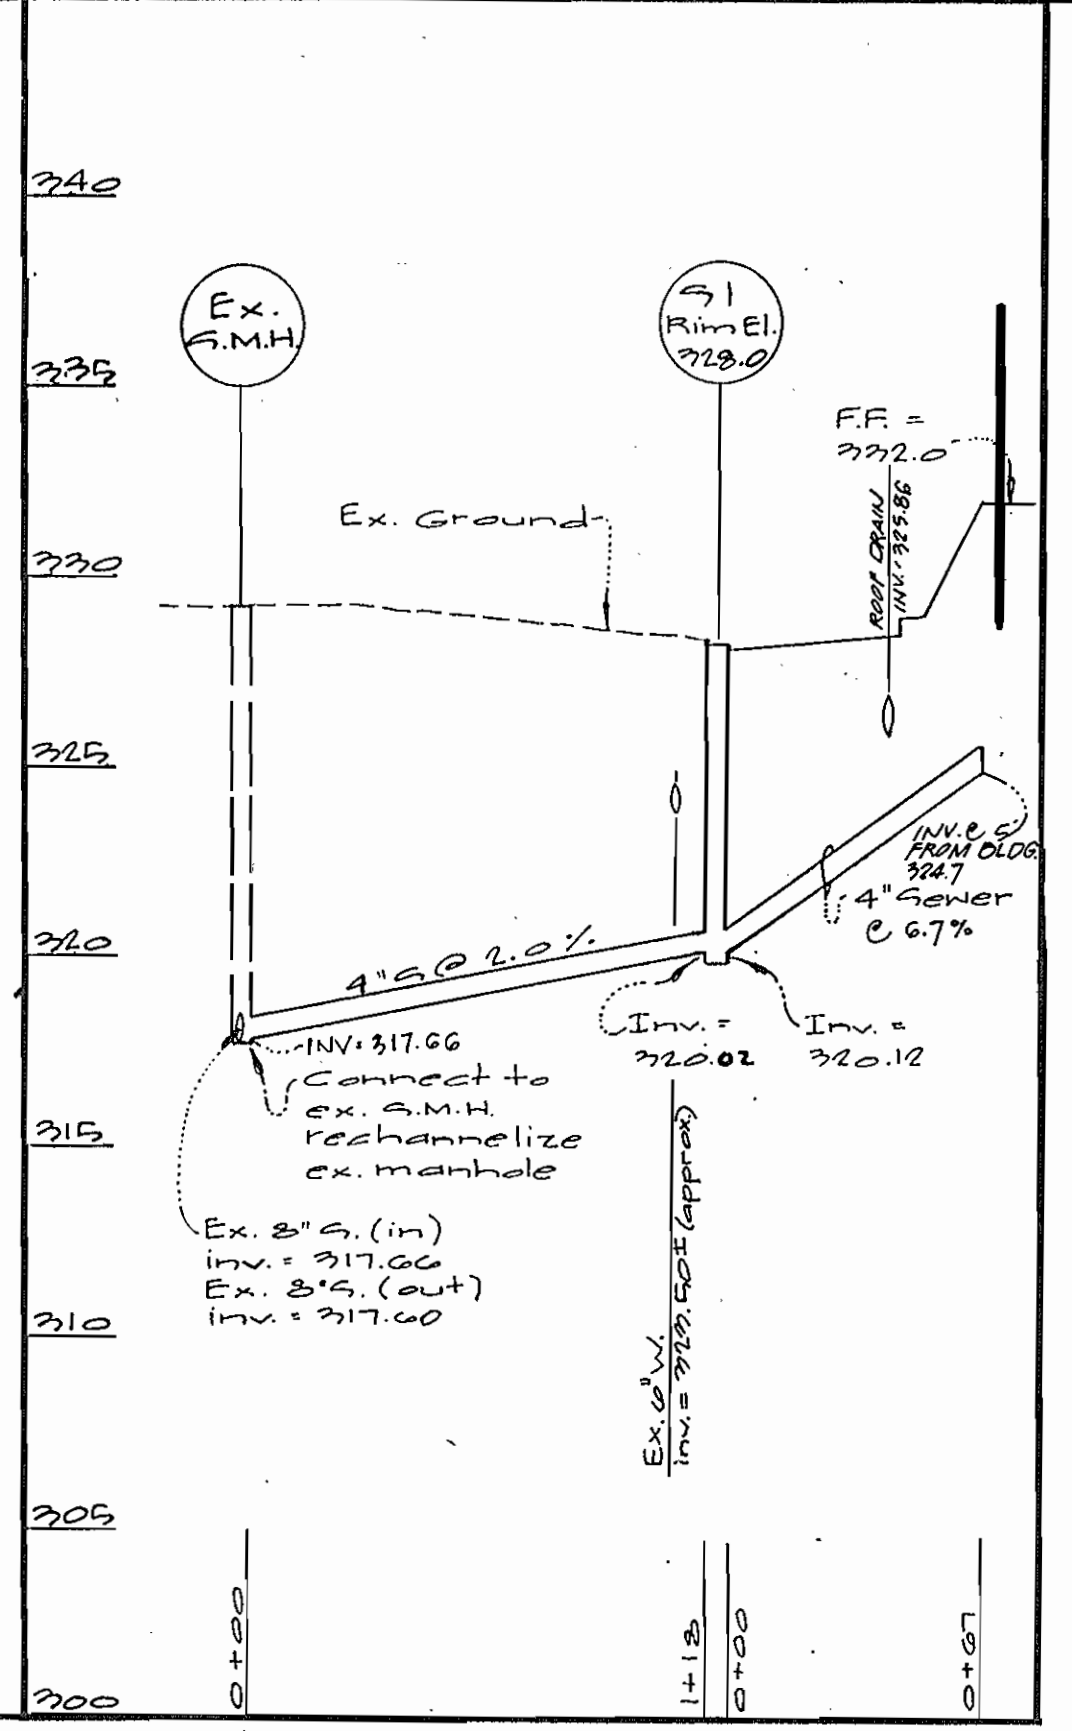 340
335
330
325
320
315
310
305
300
Ex.
S.M.H.
S1
Rim El.
328.0
F.F. =
332.0
Ex. Ground
ROOF DRAIN
INV.: 325.86
INV. @ 5'
FROM BLDG.
324.7
4" Sewer
@ 6.7%
4" S @ 2.0%
Inv. =
320.02
Inv. =
320.12
INV: 317.66
Connect to
ex. S.M.H.
rechannelize
ex. manhole
Ex. 8" S. (in)
inv. = 317.66
Ex. 8" S. (out)
inv. = 317.60
Ex. 6" W.
inv. = (approx.)
0+00
1+18
0+00
0+67